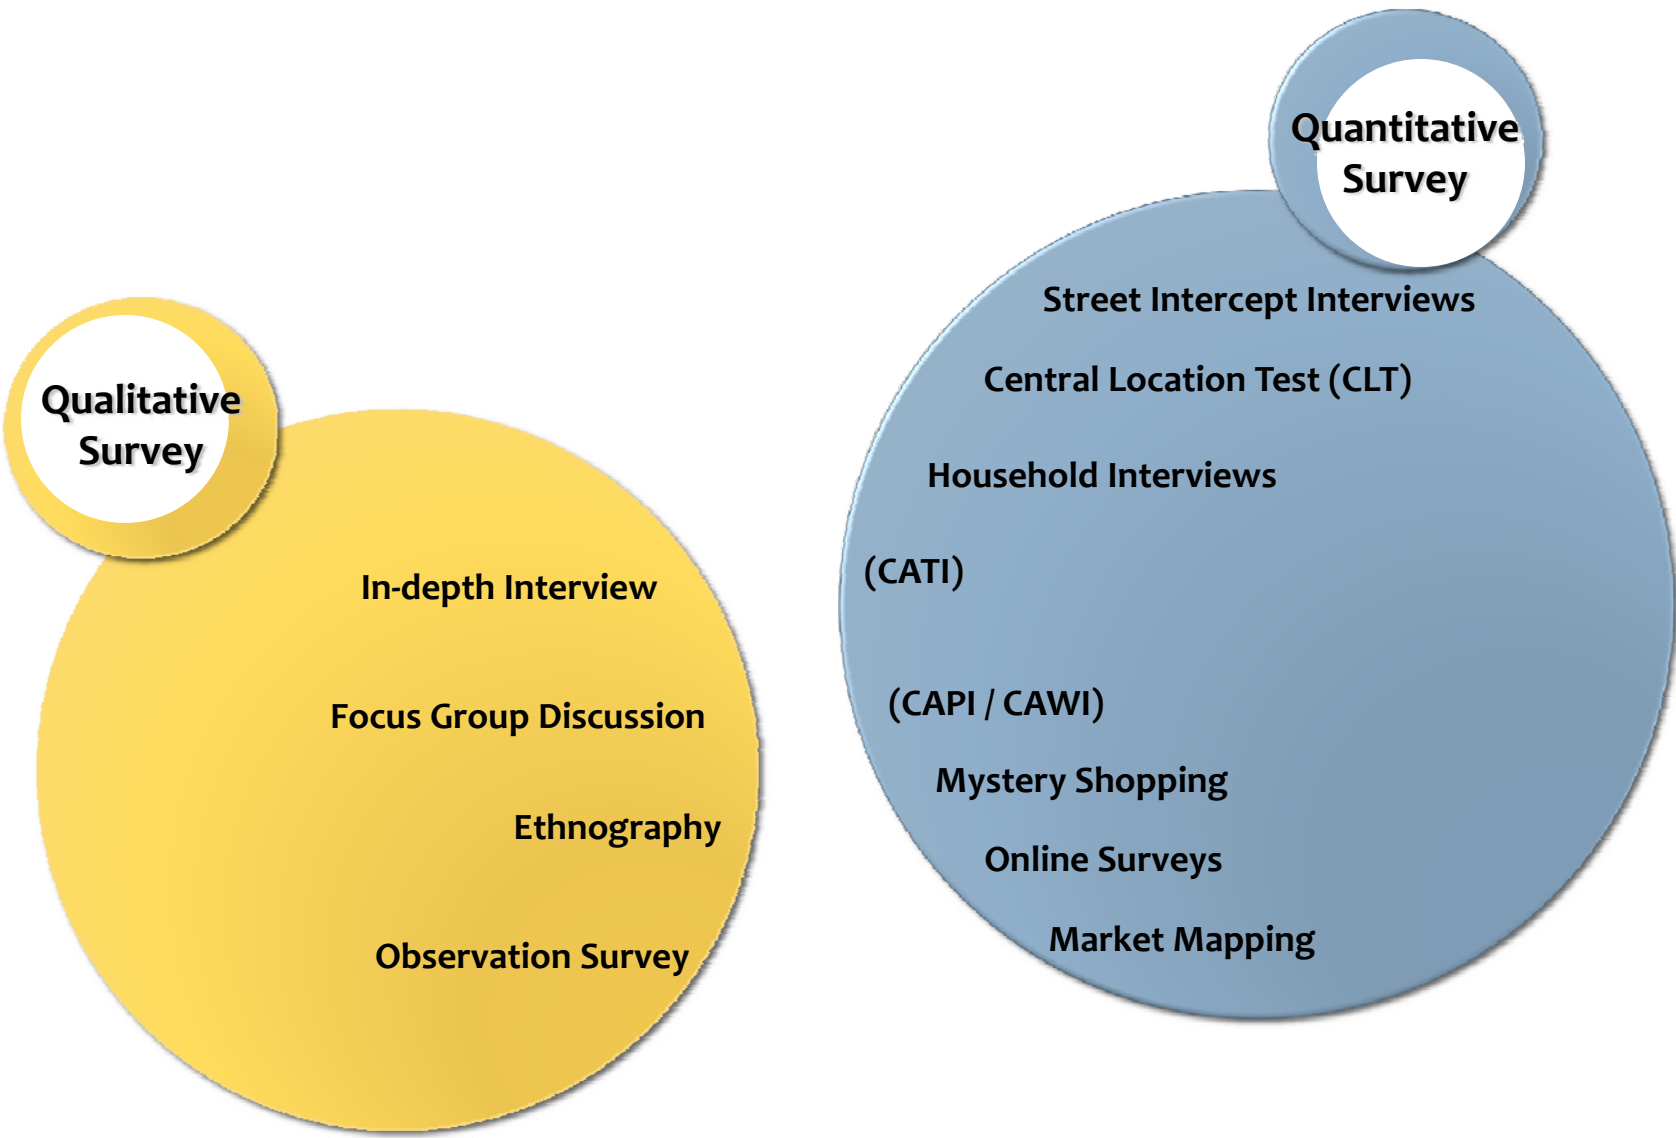 Qualitative
Survey
In-depth Interview
Focus Group Discussion
Ethnography
Observation Survey
Quantitative
Survey
Street Intercept Interviews
Central Location Test (CLT)
Household Interviews
(CATI)
(CAPI / CAWI)
Mystery Shopping
Online Surveys
Market Mapping